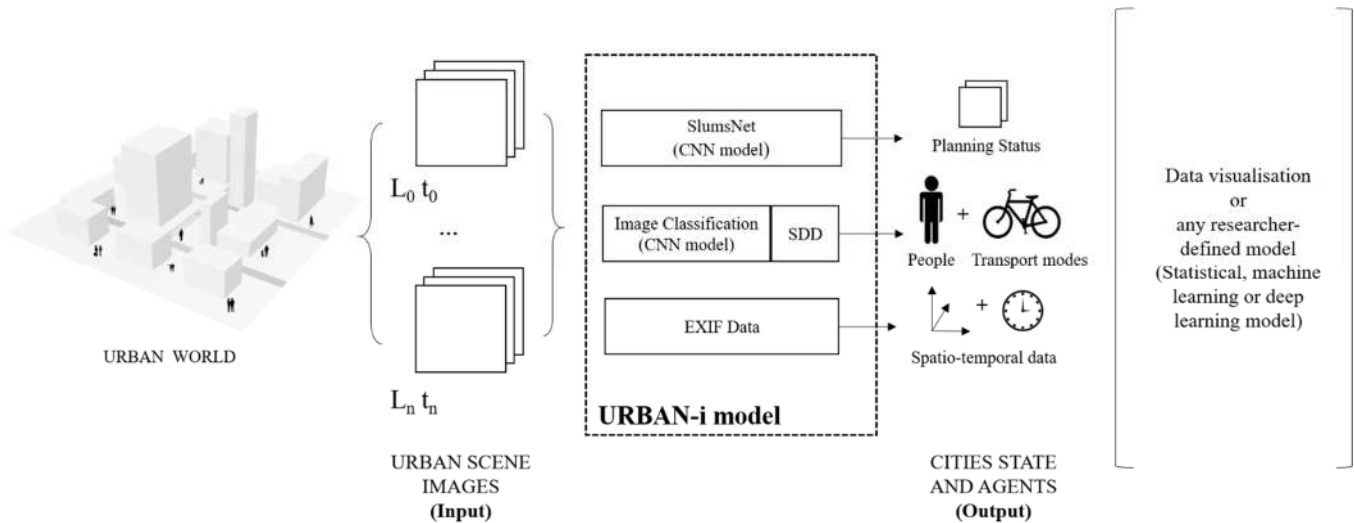 URBAN WORLD
L0 t0
...
Ln tn
URBAN SCENE
IMAGES
(Input)
SlumsNet
(CNN model)
Image Classification
(CNN model)
SDD
EXIF Data
URBAN-i model
Planning Status
+
People
Transport modes
+
Spatio-temporal data
CITIES STATE
AND AGENTS
(Output)
Data visualisation
or
any researcher-
defined model
(Statistical, machine
learning or deep
learning model)